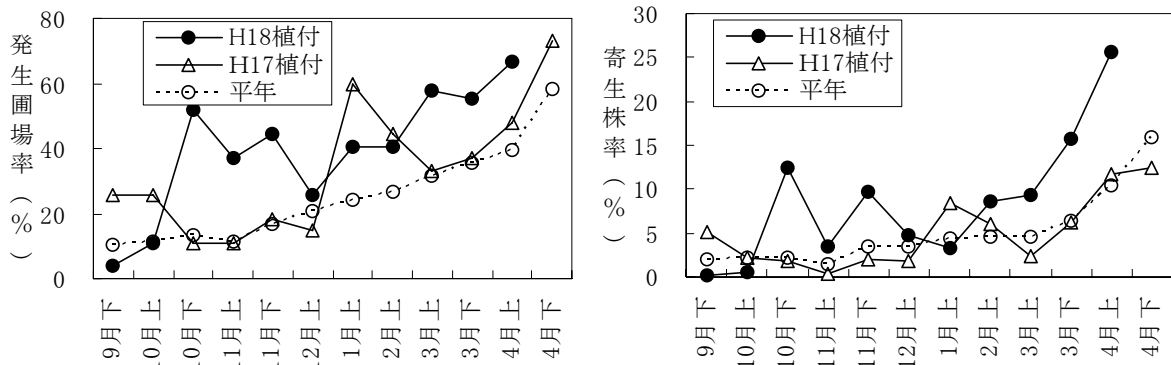 発生圃場率（%）
80
60
40
20
0
H18植付
H17植付
平年
9月下
10月上
10月下
11月上
11月下
12月上
1月上
2月上
3月上
3月下
4月上
4月下
寄生株率（%）
30
25
20
15
10
5
0
H18植付
H17植付
平年
9月下
10月上
10月下
11月上
11月下
12月上
1月上
2月上
3月上
3月下
4月上
4月下